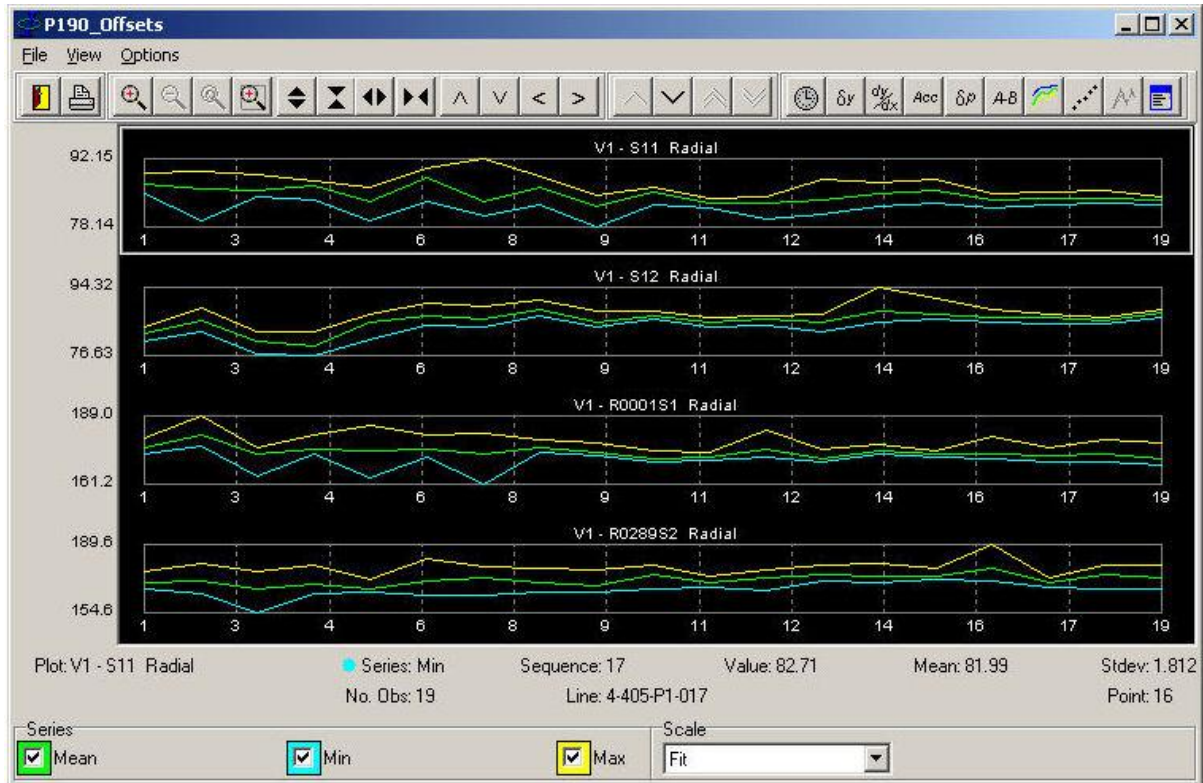 P190_Offsets
File View Options
δy dy/dx Acc δp A-B
V1 - S11 Radial
92.15
78.14
1 3 4 6 8 9 11 12 14 16 17 19
V1 - S12 Radial
94.32
76.63
1 3 4 6 8 9 11 12 14 16 17 19
V1 - R0001S1 Radial
189.0
161.2
1 3 4 6 8 9 11 12 14 16 17 19
V1 - R0289S2 Radial
189.6
154.6
1 3 4 6 8 9 11 12 14 16 17 19
Plot: V1 - S11 Radial Series: Min Sequence: 17 Value: 82.71 Mean: 81.99 Stdev: 1.812
No. Obs: 19 Line: 4-405-P1-017 Point: 16
Series Scale
Mean Min Max Fit